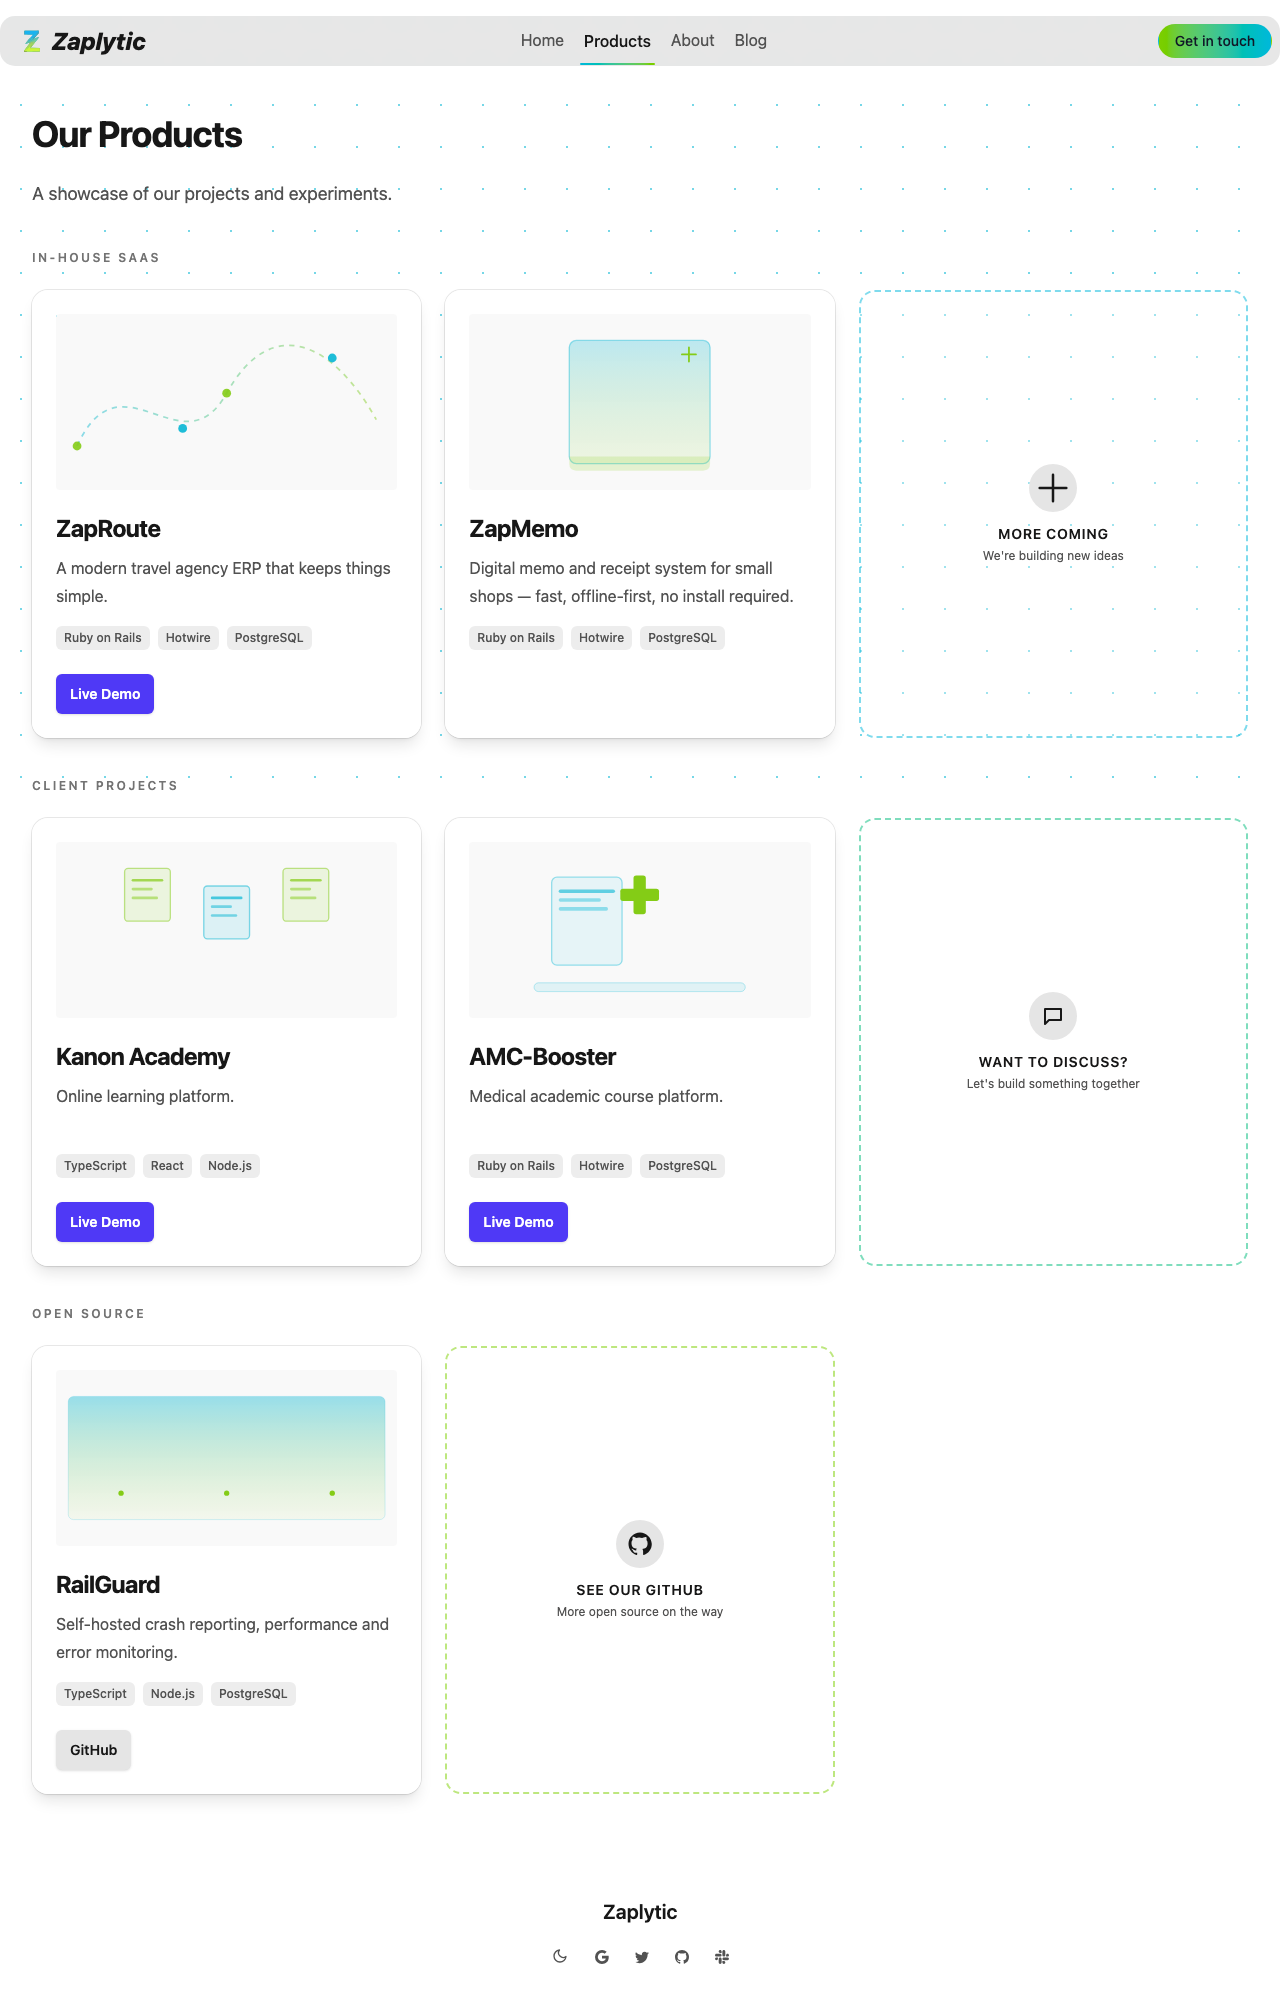 Zaplytic
Home
Products
About
Blog
Get in touch
Our Products
A showcase of our projects and experiments.
IN-HOUSE SAAS
ZapRoute
A modern travel agency ERP that keeps things
simple.
Ruby on Rails
Hotwire
PostgreSQL
Live Demo
ZapMemo
Digital memo and receipt system for small
shops — fast, offline-first, no install required.
Ruby on Rails
Hotwire
PostgreSQL
MORE COMING
We're building new ideas
CLIENT PROJECTS
Kanon Academy
Online learning platform.
TypeScript
React
Node.js
Live Demo
AMC-Booster
Medical academic course platform.
Ruby on Rails
Hotwire
PostgreSQL
Live Demo
WANT TO DISCUSS?
Let's build something together
OPEN SOURCE
RailGuard
Self-hosted crash reporting, performance and
error monitoring.
TypeScript
Node.js
PostgreSQL
GitHub
SEE OUR GITHUB
More open source on the way
Zaplytic